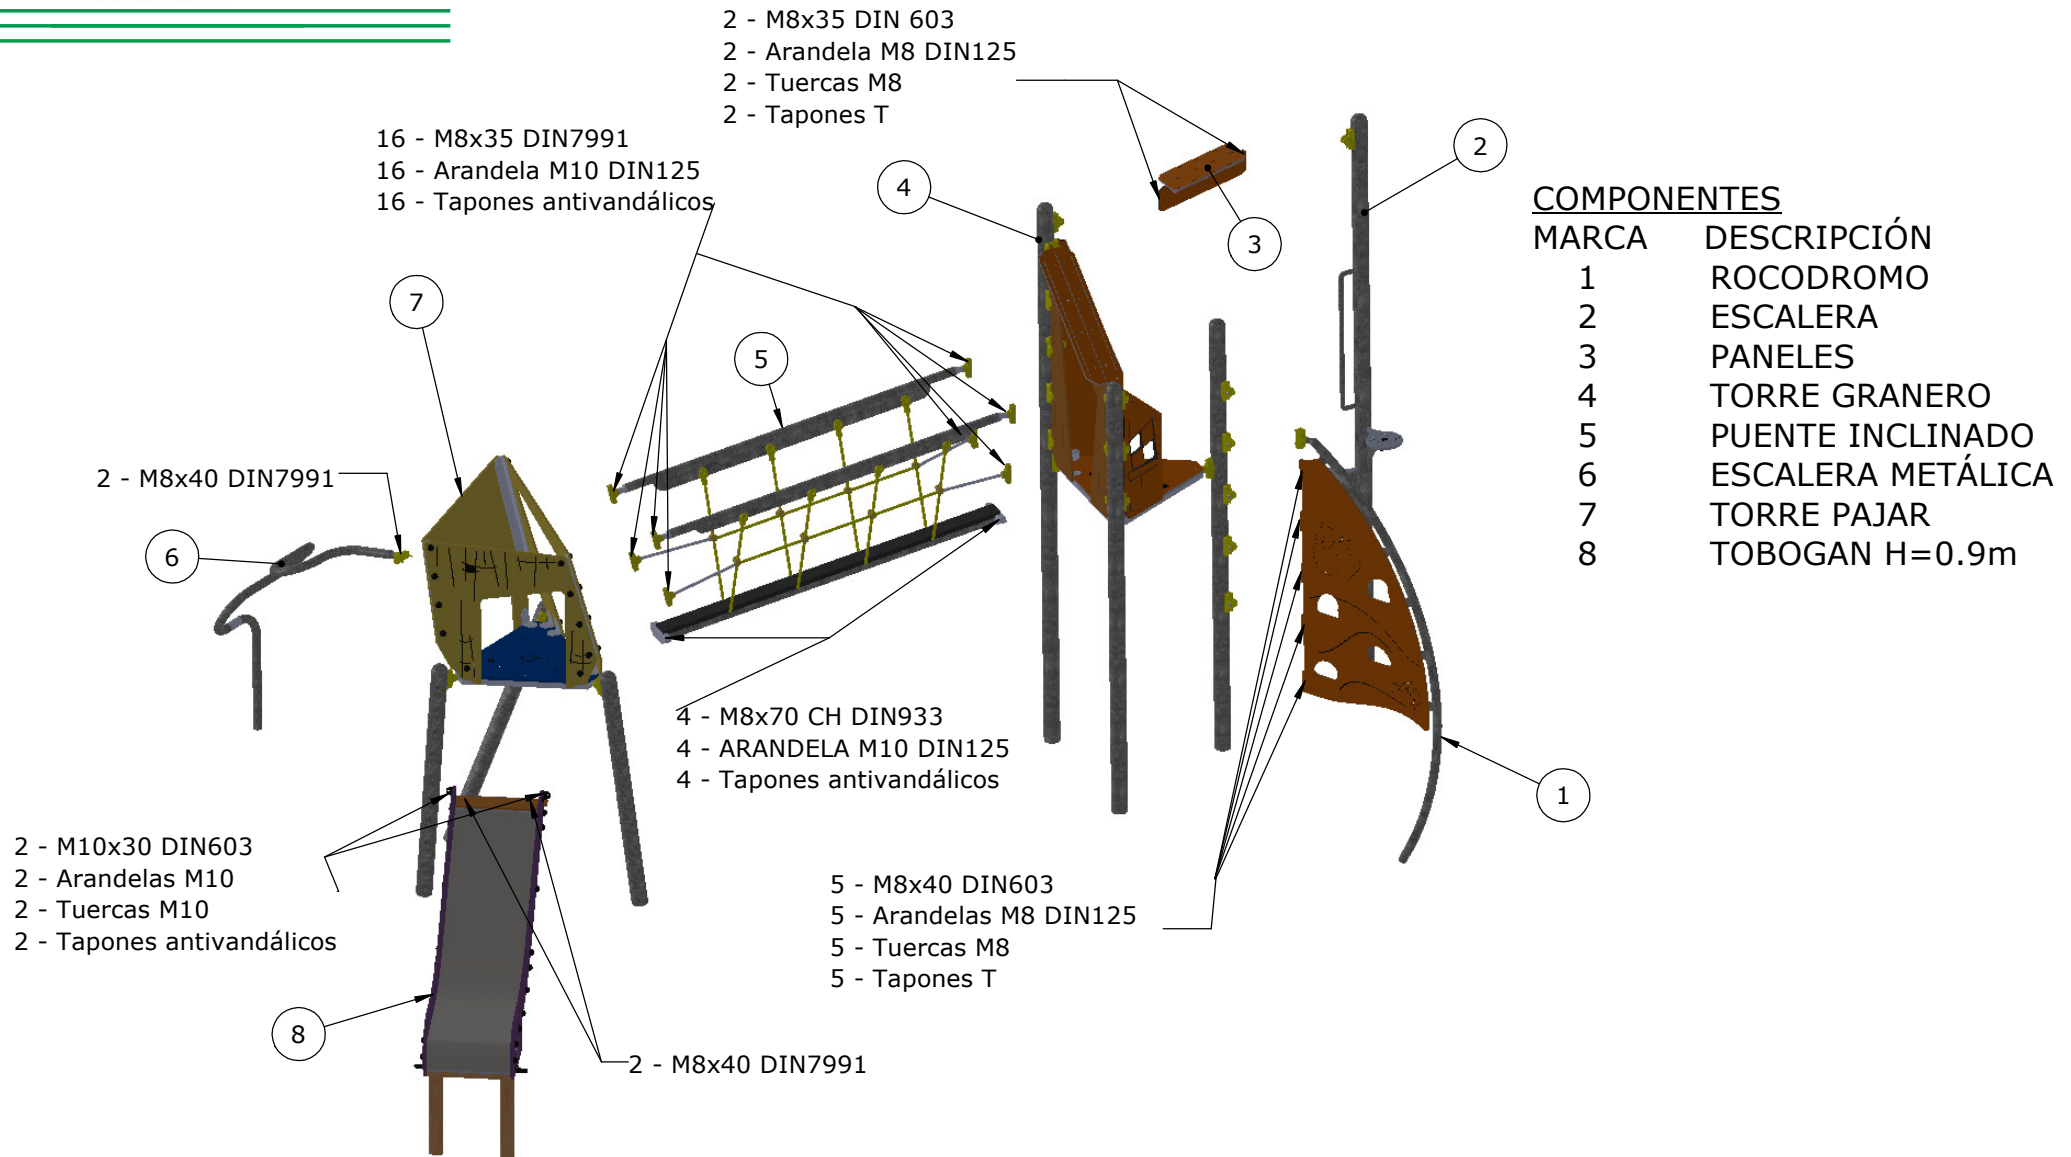 2 - M8x35 DIN 603
2 - Arandela M8 DIN125
2 - Tuercas M8
2 - Tapones T
16 - M8x35 DIN7991
16 - Arandela M10 DIN125
16 - Tapones antivandálicos
2
4
3
7
5
2 - M8x40 DIN7991
6
COMPONENTES
MARCA DESCRIPCIÓN
1 ROCODROMO
2 ESCALERA
3 PANELES
4 TORRE GRANERO
5 PUENTE INCLINADO
6 ESCALERA METÁLICA
7 TORRE PAJAR
8 TOBOGAN H=0.9m
4 - M8x70 CH DIN933
4 - ARANDELA M10 DIN125
4 - Tapones antivandálicos
1
2 - M10x30 DIN603
2 - Arandelas M10
2 - Tuercas M10
2 - Tapones antivandálicos
5 - M8x40 DIN603
5 - Arandelas M8 DIN125
5 - Tuercas M8
5 - Tapones T
8
2 - M8x40 DIN7991